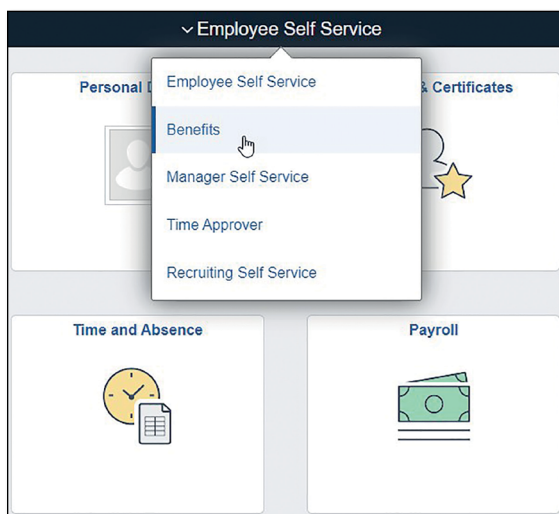 Employee Self Service
Employee Self Service
Benefits
Manager Self Service
Time Approver
Recruiting Self Service
Personal D
& Certificates
Time and Absence
Payroll